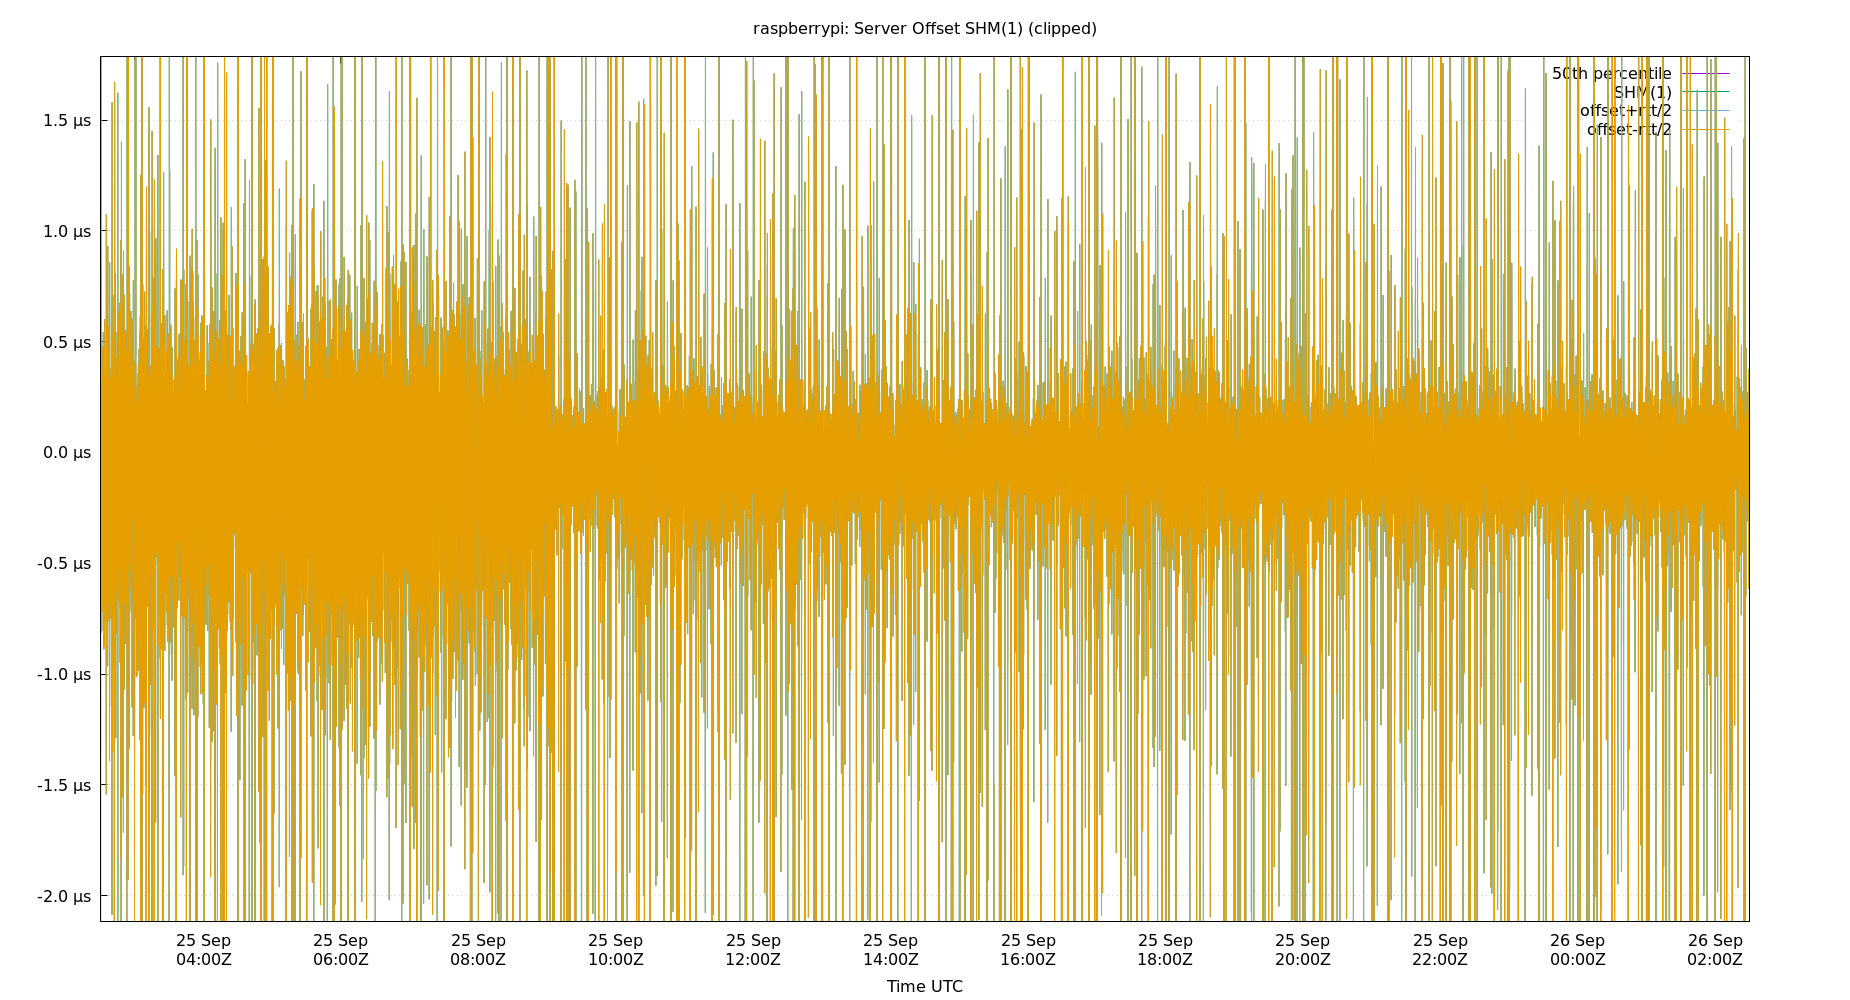 raspberrypi: Server Offset SHM(1) (clipped)
50th percentile
SHM(1)
offset+rtt/2
offset-rtt/2
1.5 µs
1.0 µs
0.5 µs
0.0 µs
-0.5 µs
-1.0 µs
-1.5 µs
-2.0 µs
25 Sep 25 Sep 25 Sep 25 Sep 25 Sep 25 Sep 25 Sep 25 Sep 25 Sep 25 Sep 26 Sep 26 Sep
04:00Z 06:00Z 08:00Z 10:00Z 12:00Z 14:00Z 16:00Z 18:00Z 20:00Z 22:00Z 00:00Z 02:00Z
Time UTC